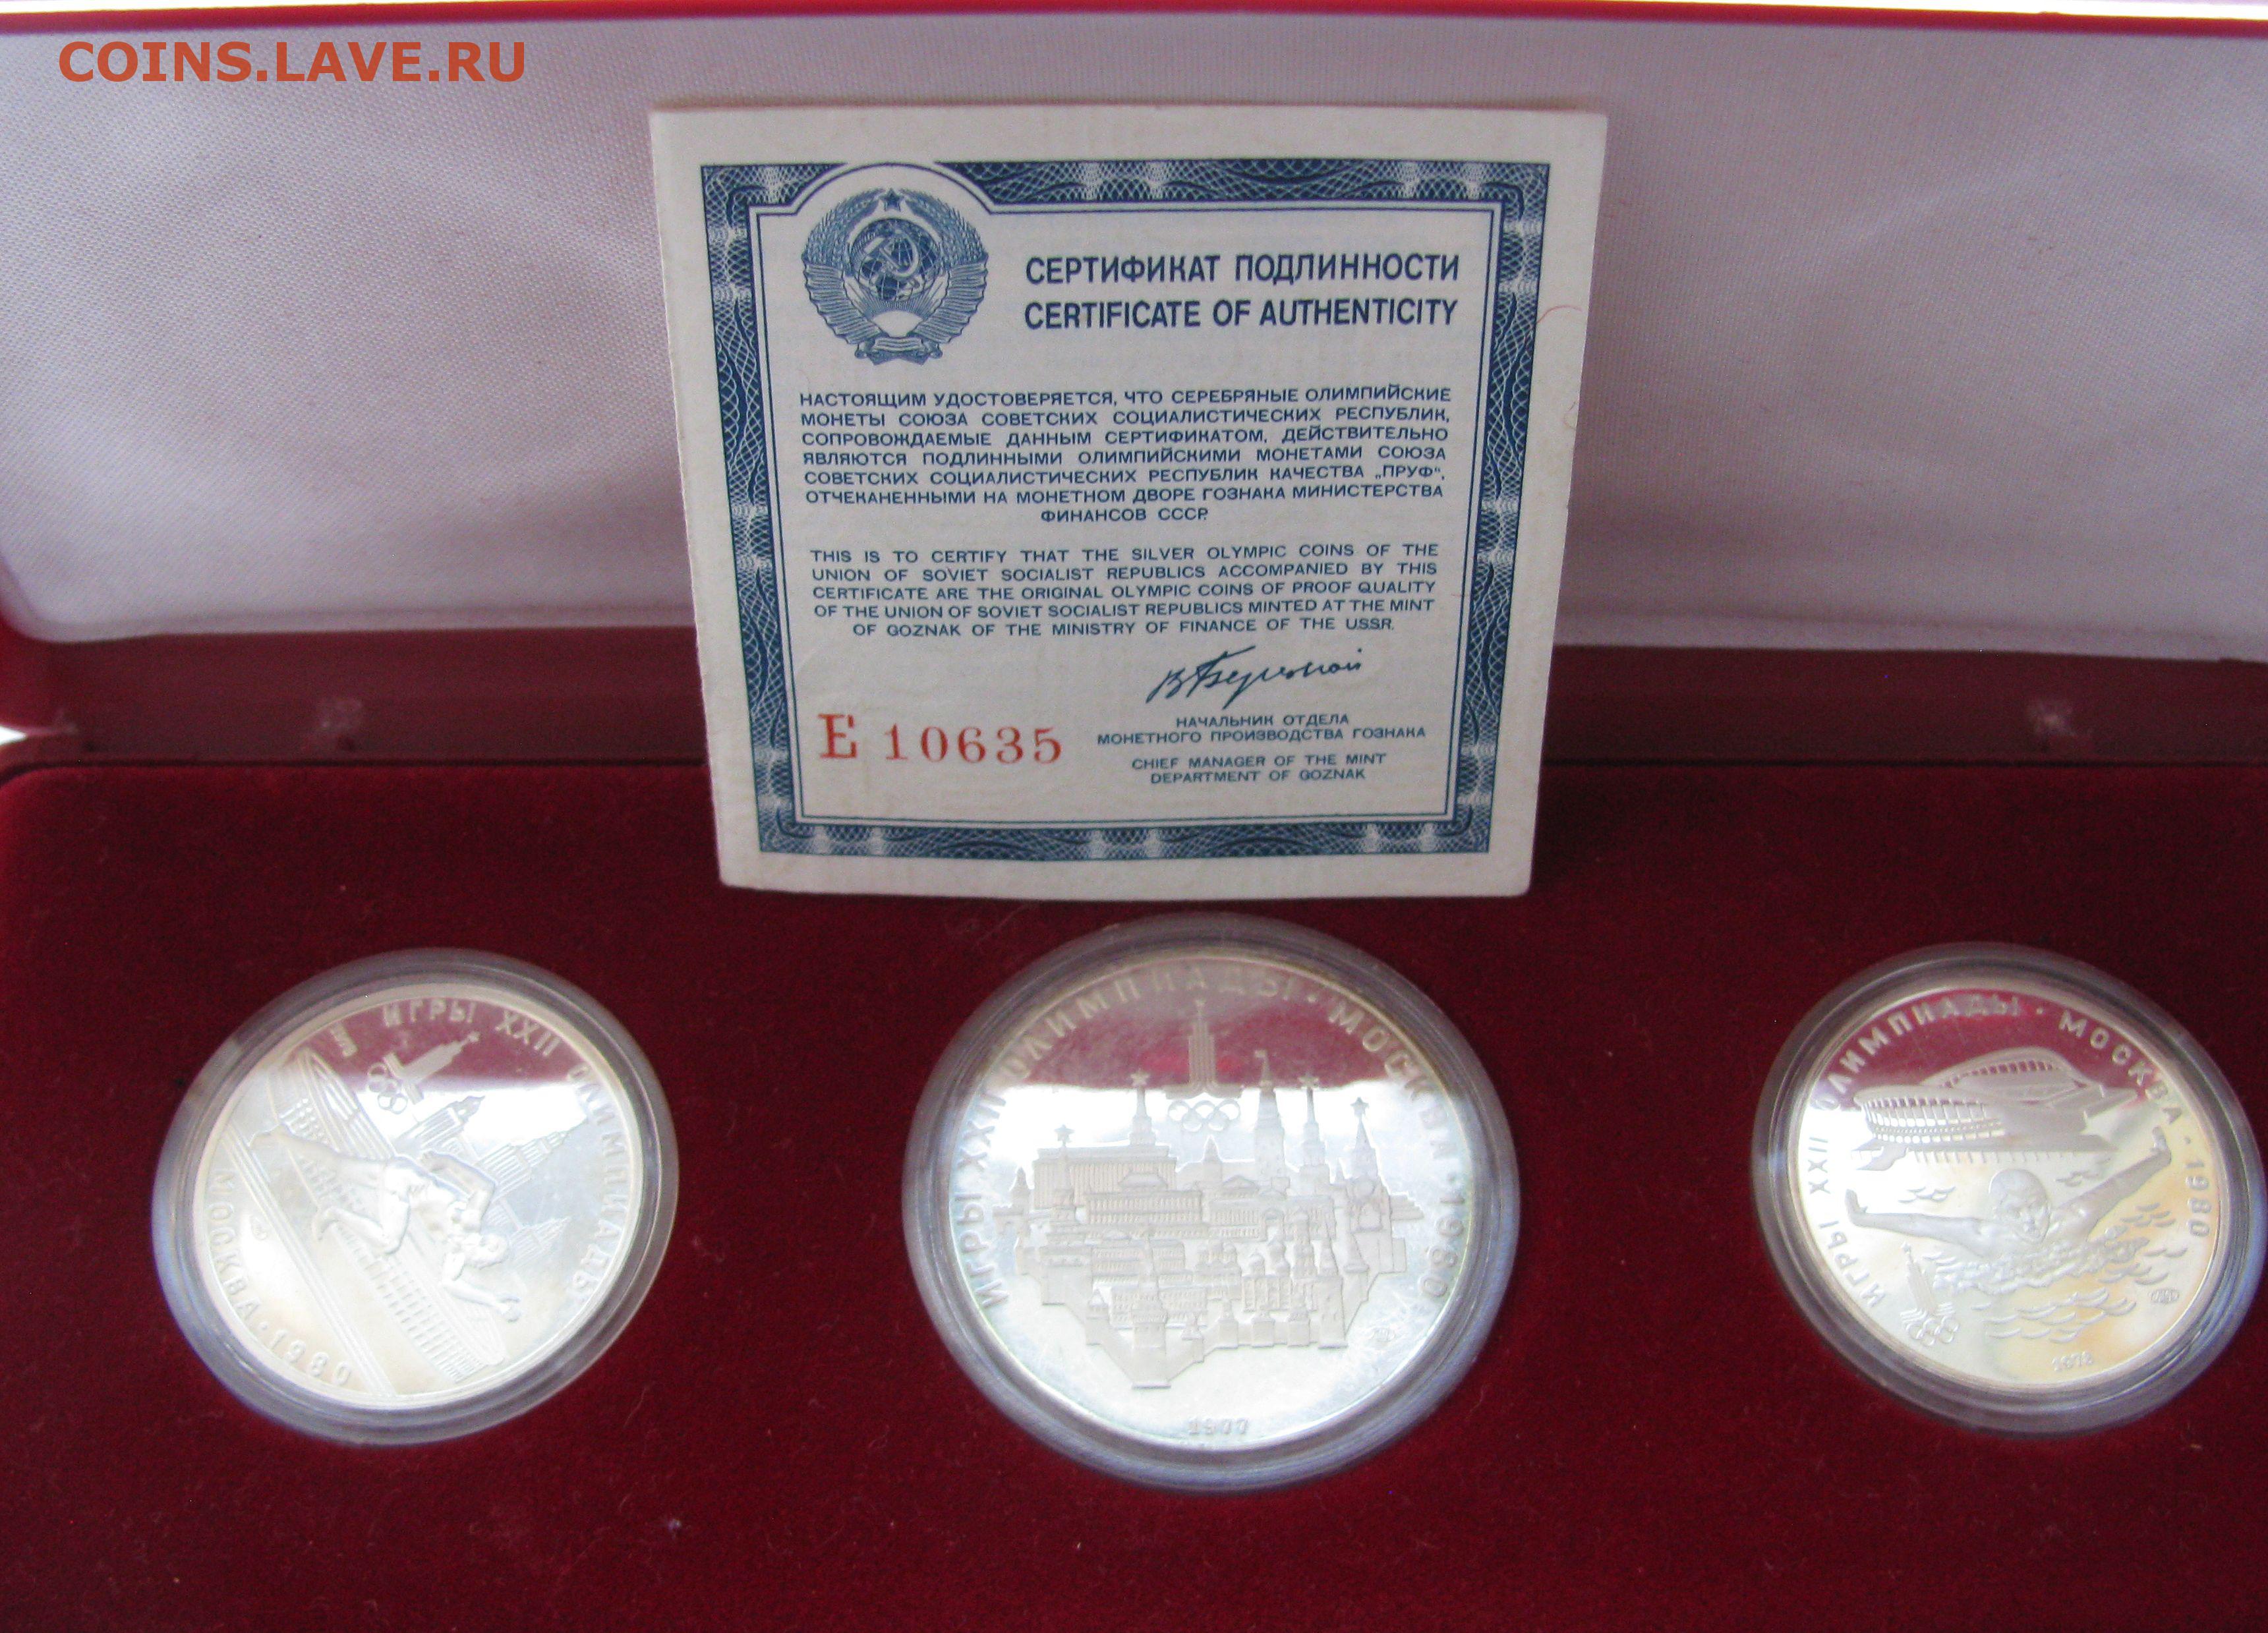 COINS.LAVE.RU
СЕРТИФИКАТ ПОДЛИННОСТИ
CERTIFICATE OF AUTHENTICITY
НАСТОЯЩИМ УДОСТОВЕРЯЕТСЯ, ЧТО СЕРЕБРЯНЫЕ ОЛИМПИЙСКИЕ
МОНЕТЫ СОЮЗА СОВЕТСКИХ СОЦИАЛИСТИЧЕСКИХ РЕСПУБЛИК,
СОПРОВОЖДАЕМЫЕ ДАННЫМ СЕРТИФИКАТОМ, ДЕЙСТВИТЕЛЬНО
ЯВЛЯЮТСЯ ПОДЛИННЫМИ ОЛИМПИЙСКИМИ МОНЕТАМИ СОЮЗА
СОВЕТСКИХ СОЦИАЛИСТИЧЕСКИХ РЕСПУБЛИК КАЧЕСТВА „ПРУФ“,
ОТЧЕКАНЕННЫМИ НА МОНЕТНОМ ДВОРЕ ГОЗНАКА МИНИСТЕРСТВА
ФИНАНСОВ СССР.
THIS IS TO CERTIFY THAT THE SILVER OLYMPIC COINS OF THE
UNION OF SOVIET SOCIALIST REPUBLICS ACCOMPANIED BY THIS
CERTIFICATE ARE THE ORIGINAL OLYMPIC COINS OF PROOF QUALITY
OF THE UNION OF SOVIET SOCIALIST REPUBLICS MINTED AT THE MINT
OF GOZNAK OF THE MINISTRY OF FINANCE OF THE U.S.S.R.
E 10635
НАЧАЛЬНИК ОТДЕЛА
МОНЕТНОГО ПРОИЗВОДСТВА ГОЗНАКА
CHIEF MANAGER OF THE MINT
DEPARTMENT OF GOZNAK
ИГРЫ XXII ОЛИМПИАДЫ
МОСКВА · 1980
ИГРЫ XXII ОЛИМПИАДЫ · МОСКВА · 1980
1977
ИГРЫ XXII ОЛИМПИАДЫ · МОСКВА · 1980
1978